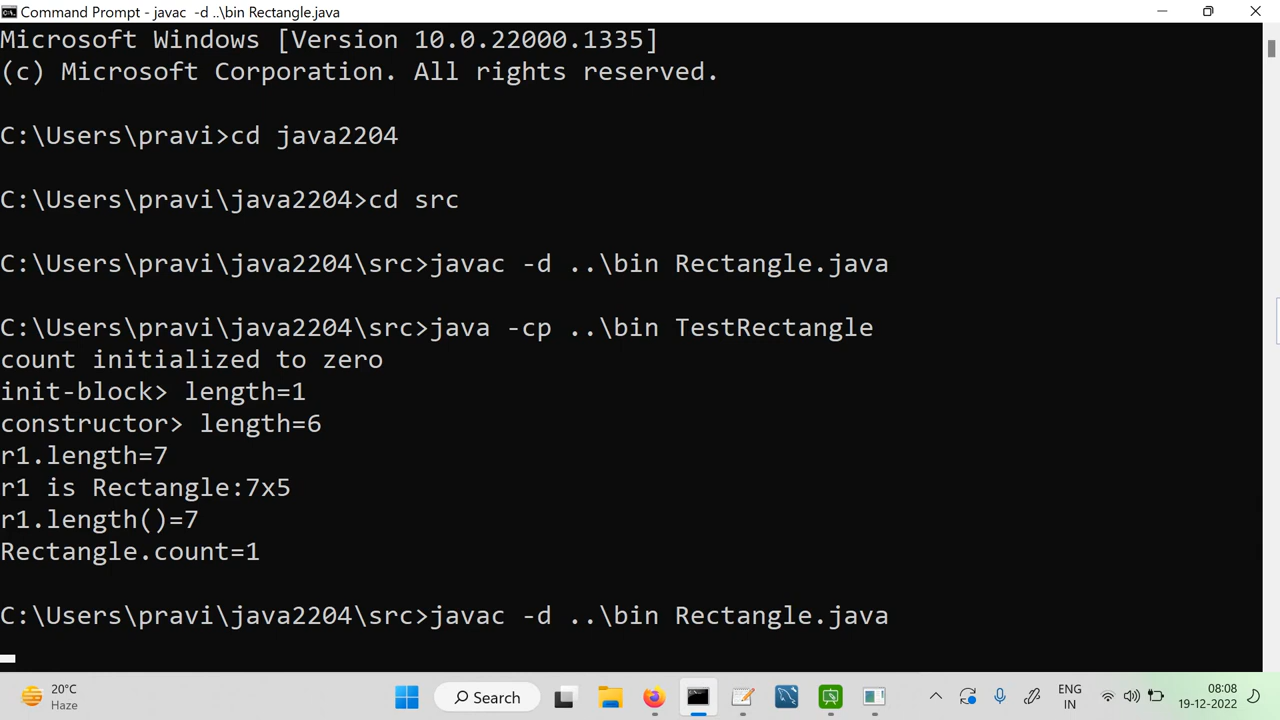 Command Prompt - javac -d ..\bin Rectangle.java
Microsoft Windows [Version 10.0.22000.1335]
(c) Microsoft Corporation. All rights reserved.
C:\Users\pravi>cd java2204
C:\Users\pravi\java2204>cd src
C:\Users\pravi\java2204\src>javac -d ..\bin Rectangle.java
C:\Users\pravi\java2204\src>java -cp ..\bin TestRectangle
count initialized to zero
init-block> length=1
constructor> length=6
r1.length=7
r1 is Rectangle:7x5
r1.length()=7
Rectangle.count=1
C:\Users\pravi\java2204\src>javac -d ..\bin Rectangle.java
20°C
Haze
Search
ENG
IN
08:08
19-12-2022